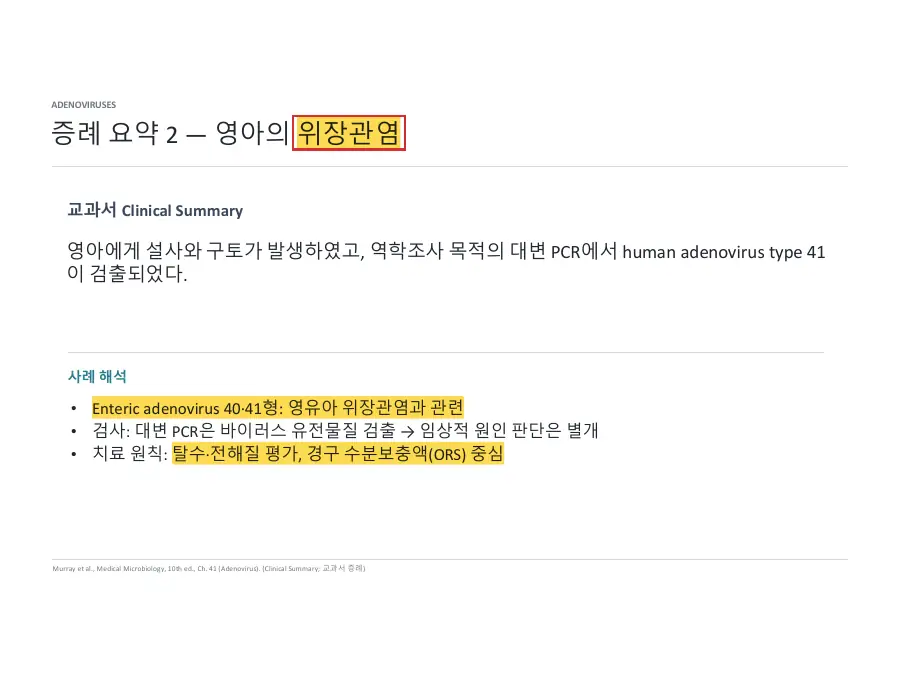 ADENOVIRUSES
증례 요약 2 — 영아의 위장관염
교과서 Clinical Summary
영아에게 설사와 구토가 발생하였고, 역학조사 목적의 대변 PCR에서 human adenovirus type 41
이 검출되었다.
사례 해석
• Enteric adenovirus 40·41형: 영유아 위장관염과 관련
• 검사: 대변 PCR은 바이러스 유전물질 검출 → 임상적 원인 판단은 별개
• 치료 원칙: 탈수·전해질 평가, 경구 수분보충액(ORS) 중심
Murray et al., Medical Microbiology, 10th ed., Ch. 41 (Adenovirus). (Clinical Summary; 교과서 증례)